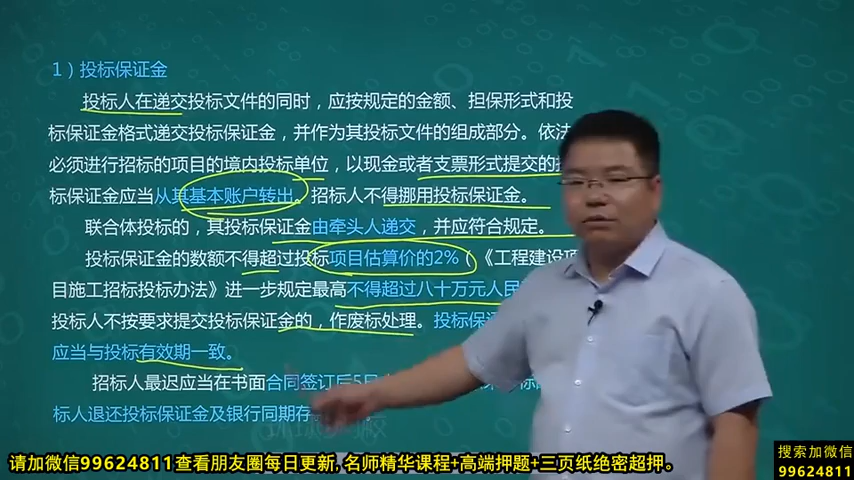 1）投标保证金
投标人在递交投标文件的同时，应按规定的金额、担保形式和投
标保证金格式递交投标保证金，并作为其投标文件的组成部分。依法
必须进行招标的项目的境内投标单位，以现金或者支票形式提交的
标保证金应当从其基本账户转出。招标人不得挪用投标保证金。
联合体投标的，其投标保证金由牵头人递交，并应符合规定。
投标保证金的数额不得超过投标项目估算价的2%（《工程建设项
目施工招标投标办法》进一步规定最高不得超过八十万元人民
投标人不按要求提交投标保证金的，作废标处理。投标保证
应当与投标有效期一致。
招标人最迟应当在书面合同签订后5日
标人退还投标保证金及银行同期存
请加微信99624811查看朋友圈每日更新,名师精华课程+高端押题+三页纸绝密超押。
搜索加微信
99624811